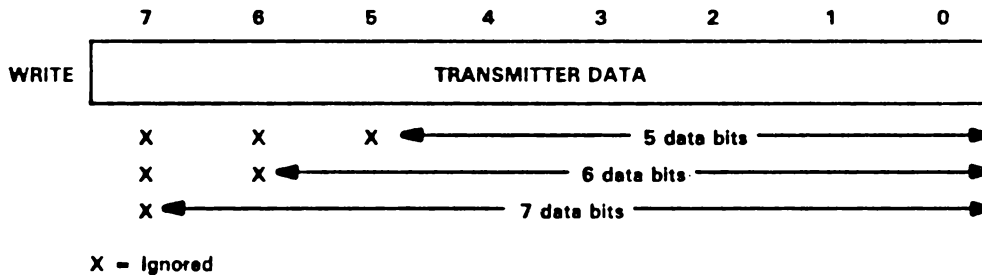 7 6 5 4 3 2 1 0
WRITE TRANSMITTER DATA
X X X 5 data bits
X X 6 data bits
X 7 data bits
X = Ignored